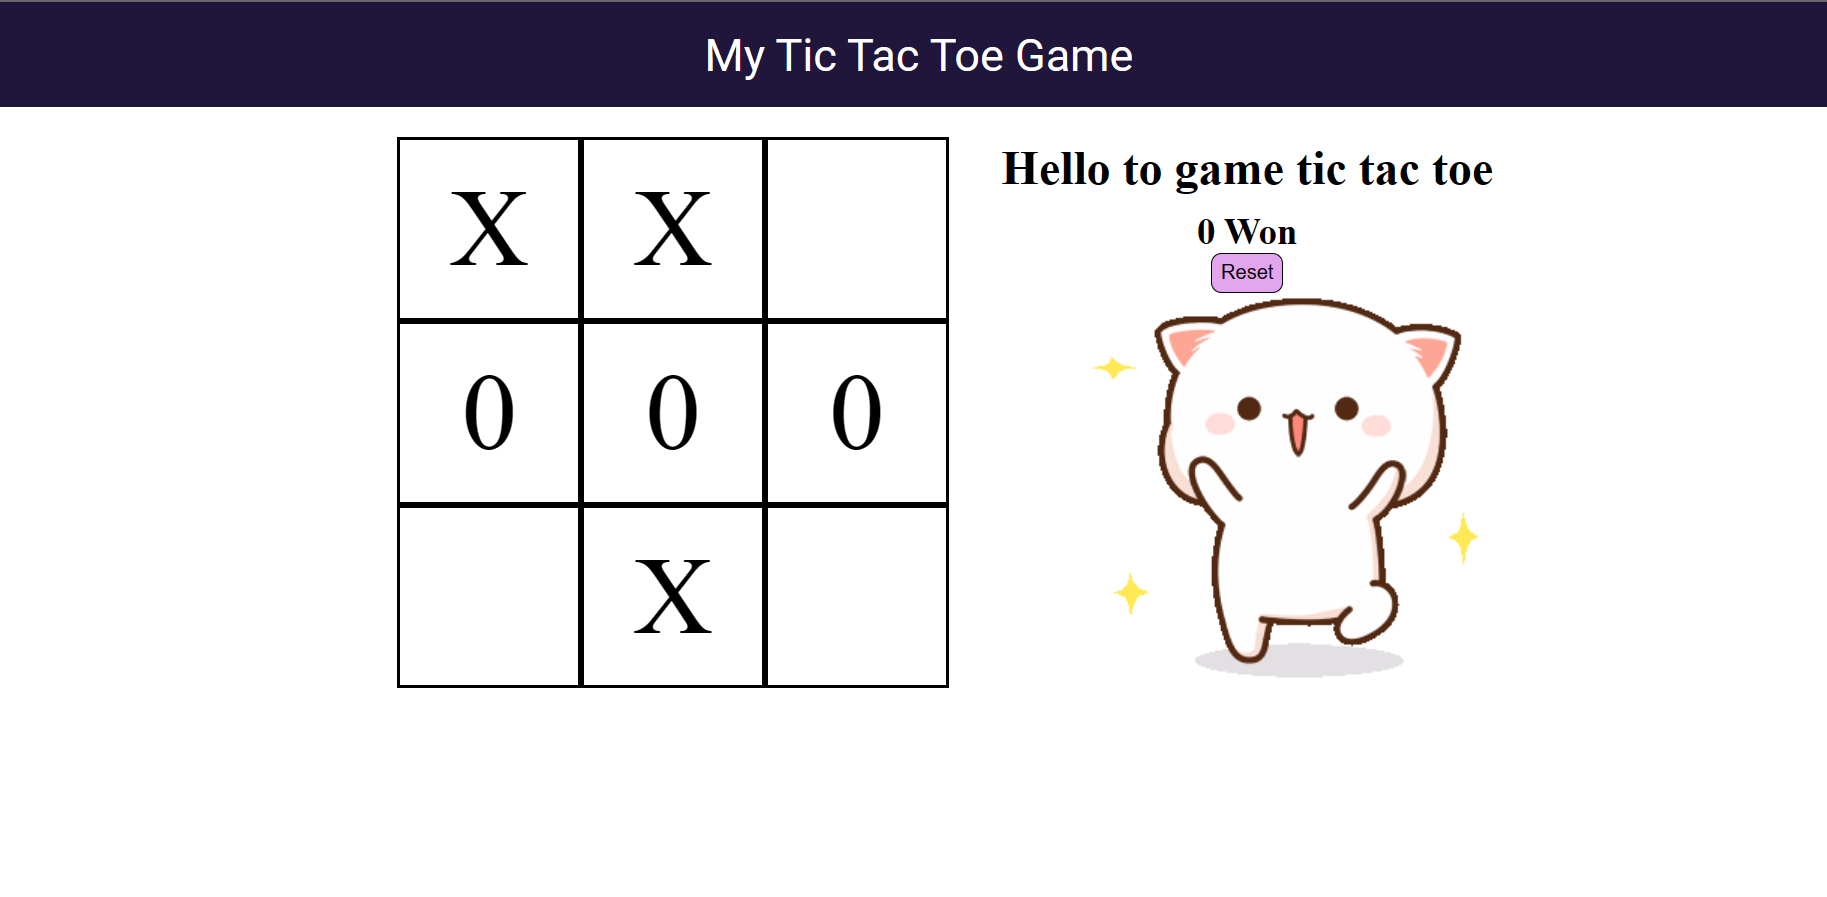 My Tic Tac Toe Game
X X
0 0 0
X
Hello to game tic tac toe
0 Won
Reset